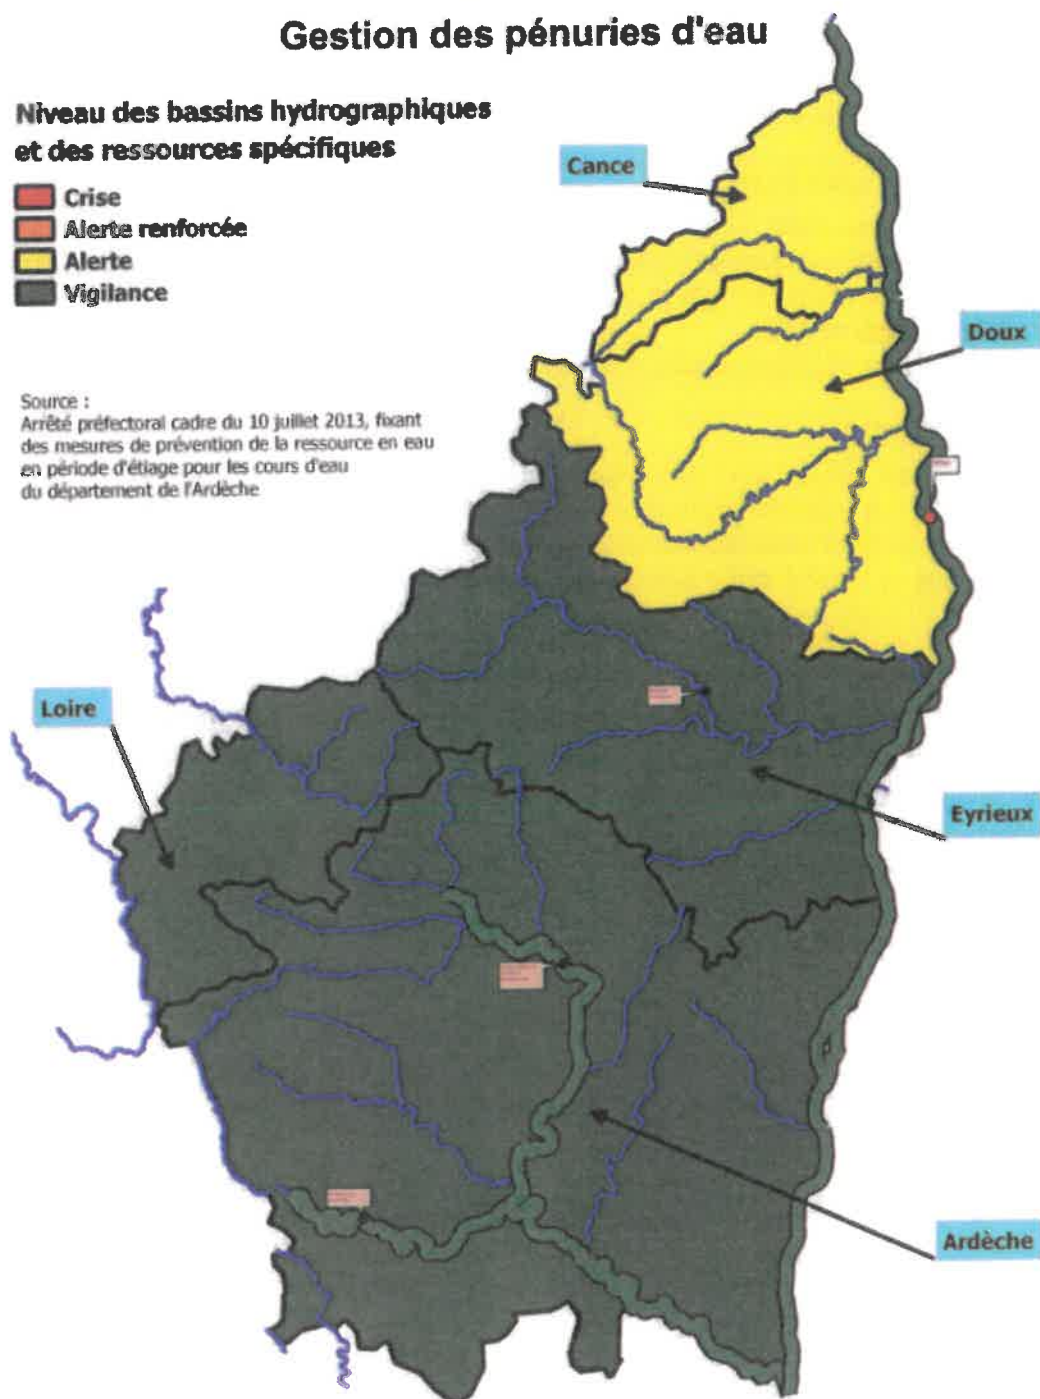 Gestion des pénuries d'eau
Niveau des bassins hydrographiques
et des ressources spécifiques
Crise
Alerte renforcée
Alerte
Vigilance
Source :
Arrêté préfectoral cadre du 10 juillet 2013, fixant
des mesures de prévention de la ressource en eau
en période d'étiage pour les cours d'eau
du département de l'Ardèche
Cance
Doux
Loire
Eyrieux
Ardèche